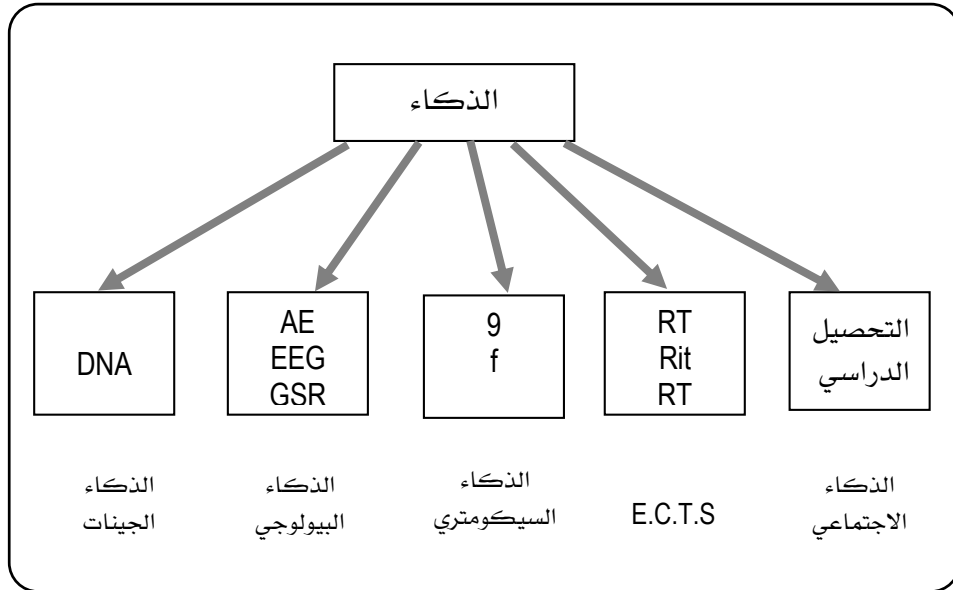 الذكاء
التحصيل
الدراسي
RT
Rit
RT
9
f
AE
EEG
GSR
DNA
الذكاء
الاجتماعي
E.C.T.S
الذكاء
السيكومتري
الذكاء
البيولوجي
الذكاء
الجينات